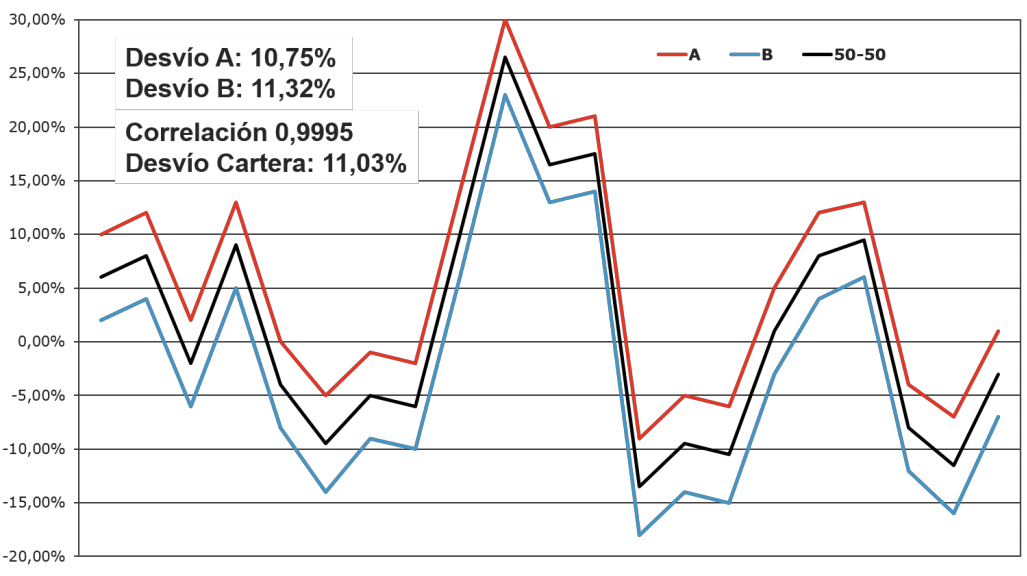 30,00%
25,00%
20,00%
15,00%
10,00%
5,00%
0,00%
-5,00%
-10,00%
-15,00%
-20,00%
Desvío A: 10,75%
Desvío B: 11,32%
Correlación 0,9995
Desvío Cartera: 11,03%
A B 50-50